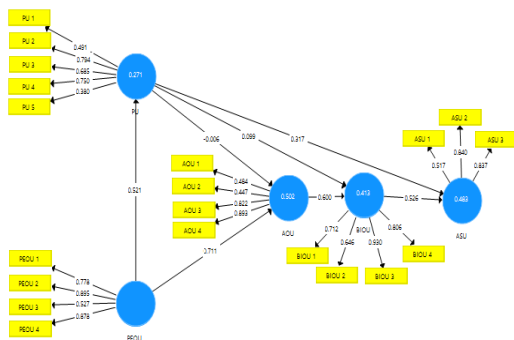 PU 1
PU 2
PU 3
PU 4
PU 5
0.491
0.794
0.685
0.750
0.380
0.271
PU
-0.006
0.099
0.317
0.521
AOU 1
AOU 2
AOU 3
AOU 4
0.484
0.447
0.822
0.893
0.502
AOU
0.600
0.413
BIOU
0.526
0.463
ASU
ASU 1
ASU 2
ASU 3
0.517
0.840
0.837
0.711
0.712
0.646
0.930
0.806
BIOU 1
BIOU 2
BIOU 3
BIOU 4
PEOU 1
PEOU 2
PEOU 3
PEOU 4
0.778
0.895
0.527
0.878
PEOU